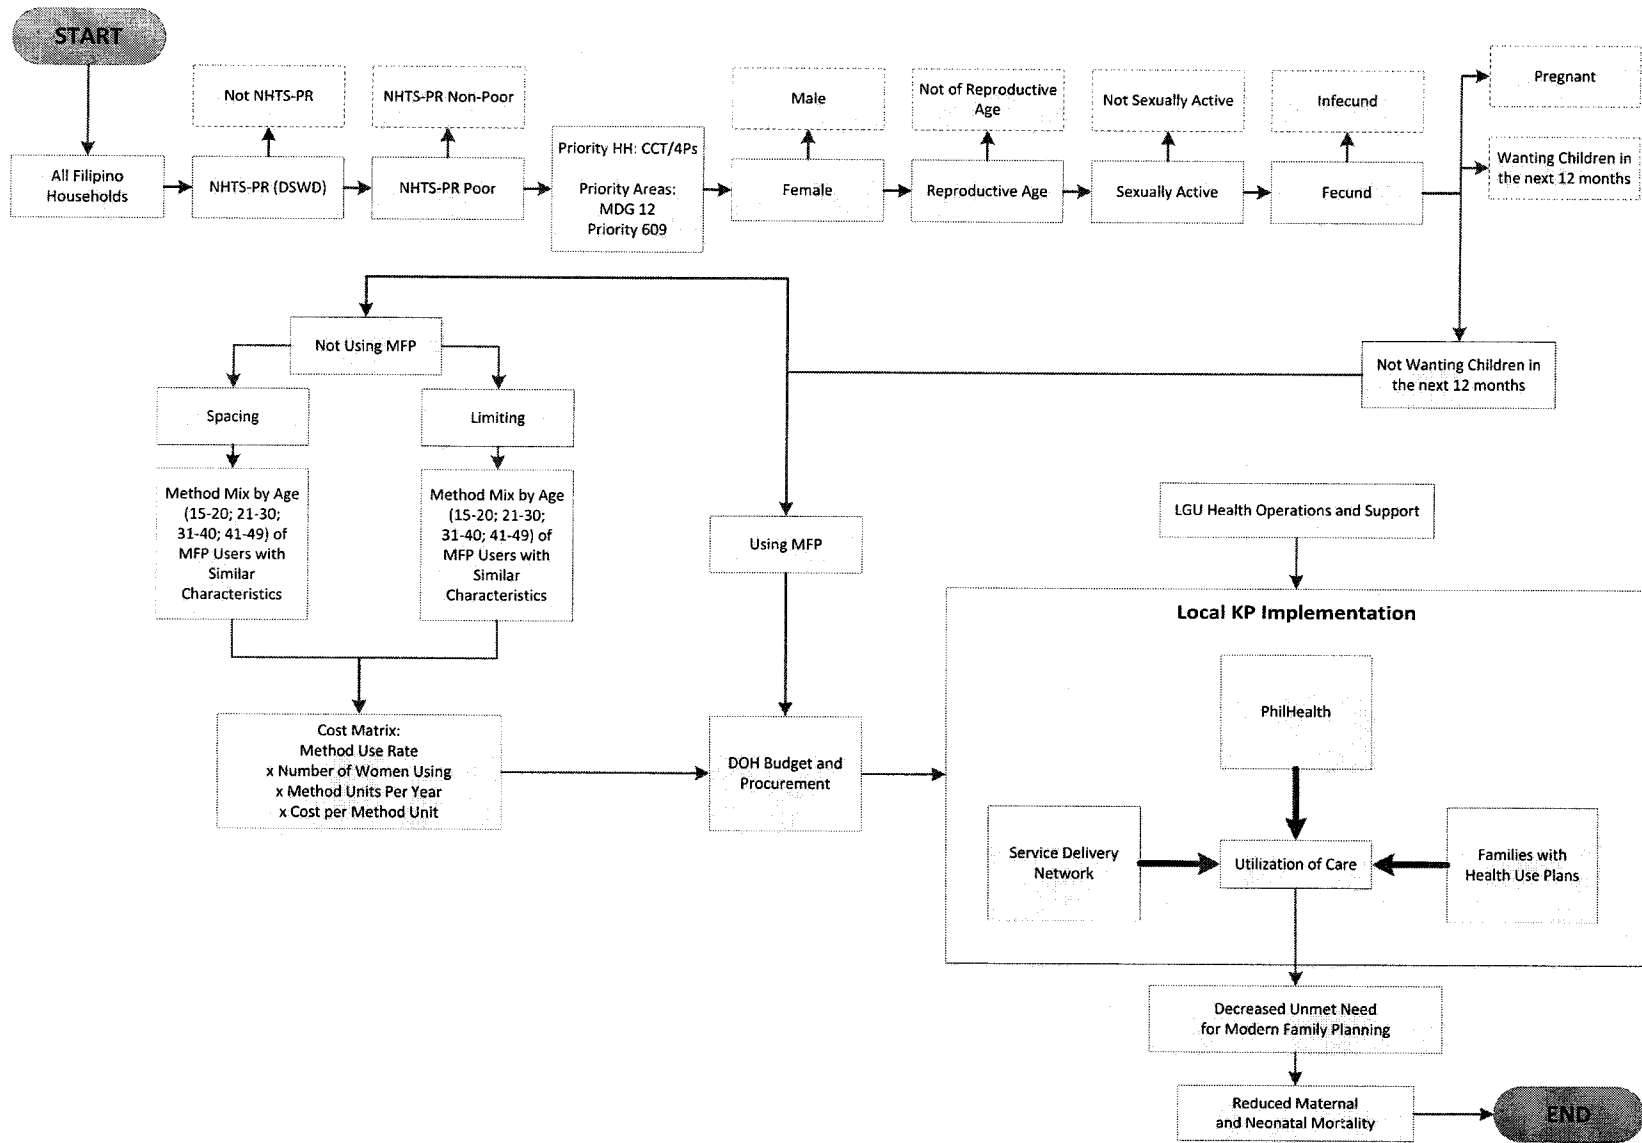 START
Not NHTS-PR
NHTS-PR Non-Poor
Male
Not of Reproductive
Age
Not Sexually Active
Infecund
Pregnant
All Filipino
Households
NHTS-PR (DSWD)
NHTS-PR Poor
Priority HH: CCT/4Ps
Priority Areas:
MDG 12
Priority 609
Female
Reproductive Age
Sexually Active
Fecund
Wanting Children in
the next 12 months
Not Using MFP
Not Wanting Children in
the next 12 months
Spacing
Limiting
Method Mix by Age
(15-20; 21-30;
31-40; 41-49) of
MFP Users with
Similar
Characteristics
Method Mix by Age
(15-20; 21-30;
31-40; 41-49) of
MFP Users with
Similar
Characteristics
Using MFP
LGU Health Operations and Support
Local KP Implementation
PhilHealth
Cost Matrix:
Method Use Rate
x Number of Women Using
x Method Units Per Year
x Cost per Method Unit
DOH Budget and
Procurement
Service Delivery
Network
Utilization of Care
Families with
Health Use Plans
Decreased Unmet Need
for Modern Family Planning
Reduced Maternal
and Neonatal Mortality
END